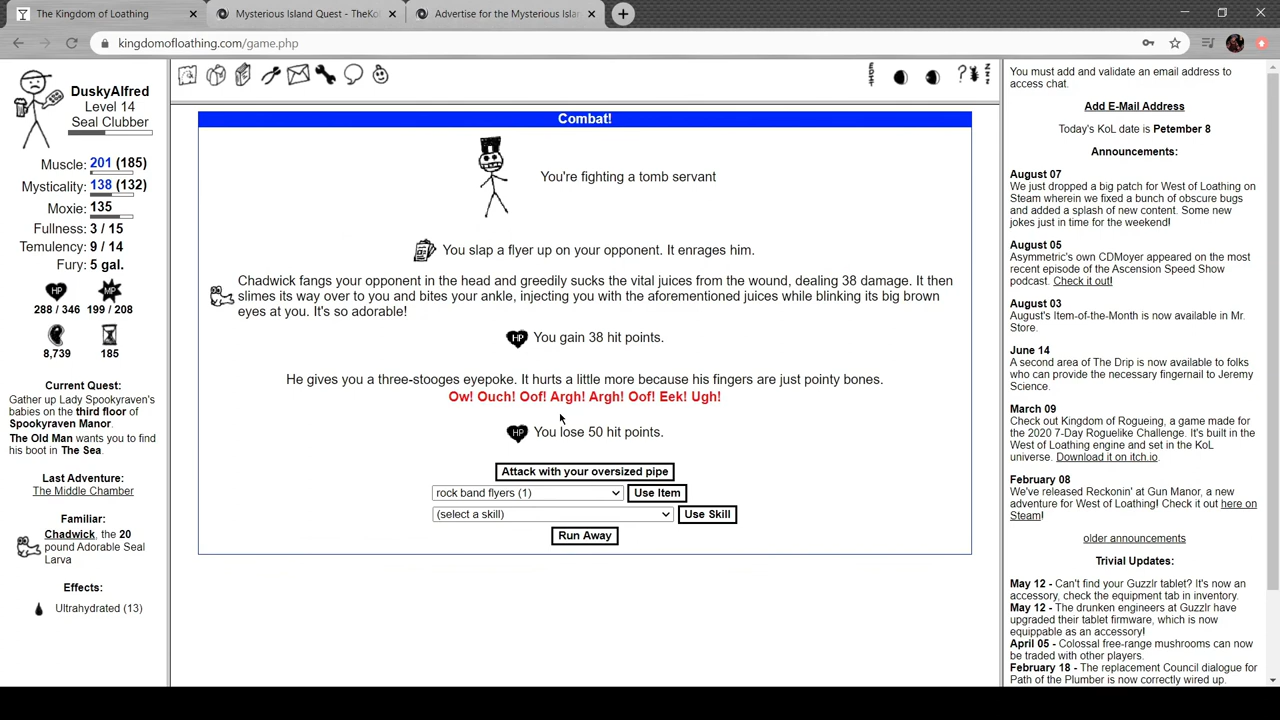 The Kingdom of Loathing
Mysterious Island Quest - TheKol
Advertise for the Mysterious Islan
kingdomofloathing.com/game.php
DuskyAlfred
Level 14
Seal Clubber
Muscle: 201 (185)
Mysticality: 138 (132)
Moxie: 135
Fullness: 3 / 15
Temulency: 9 / 14
Fury: 5 gal.
HP MP
288 / 346 199 / 208
8,739 185
Current Quest:
Gather up Lady Spookyraven's
babies on the third floor of
Spookyraven Manor.
The Old Man wants you to find
his boot in The Sea.
Last Adventure:
The Middle Chamber
Familiar:
Chadwick, the 20
pound Adorable Seal
Larva
Effects:
Ultrahydrated (13)
Combat!
You're fighting a tomb servant
You slap a flyer up on your opponent. It enrages him.
Chadwick fangs your opponent in the head and greedily sucks the vital juices from the wound, dealing 38 damage. It then
slimes its way over to you and bites your ankle, injecting you with the aforementioned juices while blinking its big brown
eyes at you. It's so adorable!
HP You gain 38 hit points.
He gives you a three-stooges eyepoke. It hurts a little more because his fingers are just pointy bones.
Ow! Ouch! Oof! Argh! Argh! Oof! Eek! Ugh!
HP You lose 50 hit points.
Attack with your oversized pipe
rock band flyers (1) Use Item
(select a skill) Use Skill
Run Away
You must add and validate an email address to
access chat.
Add E-Mail Address
Today's KoL date is Petember 8
Announcements:
August 07
We just dropped a big patch for West of Loathing on
Steam wherein we fixed a bunch of obscure bugs
and added a splash of new content. Some new
jokes just in time for the weekend!
August 05
Asymmetric's own CDMoyer appeared on the
most recent episode of the Ascension Speed Show
podcast. Check it out!
August 03
August's Item-of-the-Month is now available in Mr.
Store.
June 14
A second area of The Drip is now available to folks
who can provide the necessary fingernail to Jeremy
Science.
March 09
Check out Kingdom of Rogueing, a game made for
the 2020 7-Day Roguelike Challenge. It's built in the
West of Loathing engine and set in the KoL
universe. Download it on itch io.
February 08
We've released Reckonin' at Gun Manor, a new
adventure for West of Loathing! Check it out here on
Steam!
older announcements
Trivial Updates:
May 12 - Can't find your Guzzlr tablet? It's now an
accessory, check the equipment tab in inventory.
May 12 - The drunken engineers at Guzzlr have
upgraded their tablet firmware, which is now
equippable as an accessory!
April 05 - Colossal free-range mushrooms can now
be traded with other players.
February 18 - The replacement Council dialogue for
Path of the Plumber is now correctly wired up.